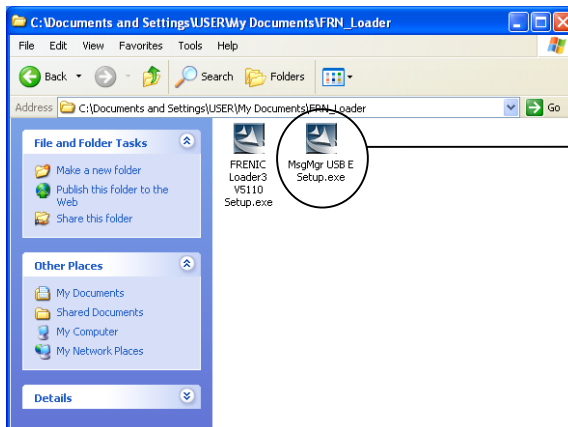 C:\Documents and Settings\USER\My Documents\FRN_Loader
File Edit View Favorites Tools Help
Back Search Folders
Address C:\Documents and Settings\USER\My Documents\FRN_Loader Go
File and Folder Tasks
Make a new folder
Publish this folder to the
Web
Share this folder
Other Places
My Documents
Shared Documents
My Computer
My Network Places
Details
FRENIC
Loader3
V5110
Setup.exe
MsgMgr USB E
Setup.exe